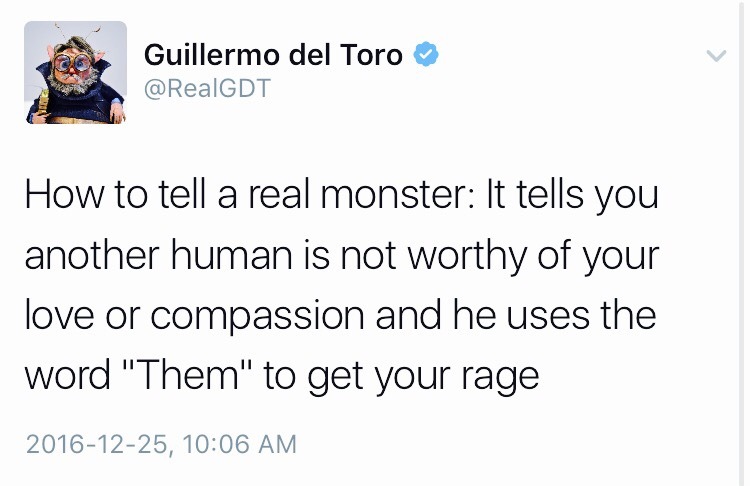 Guillermo del Toro
@RealGDT
How to tell a real monster: It tells you
another human is not worthy of your
love or compassion and he uses the
word "Them" to get your rage
2016-12-25, 10:06 AM